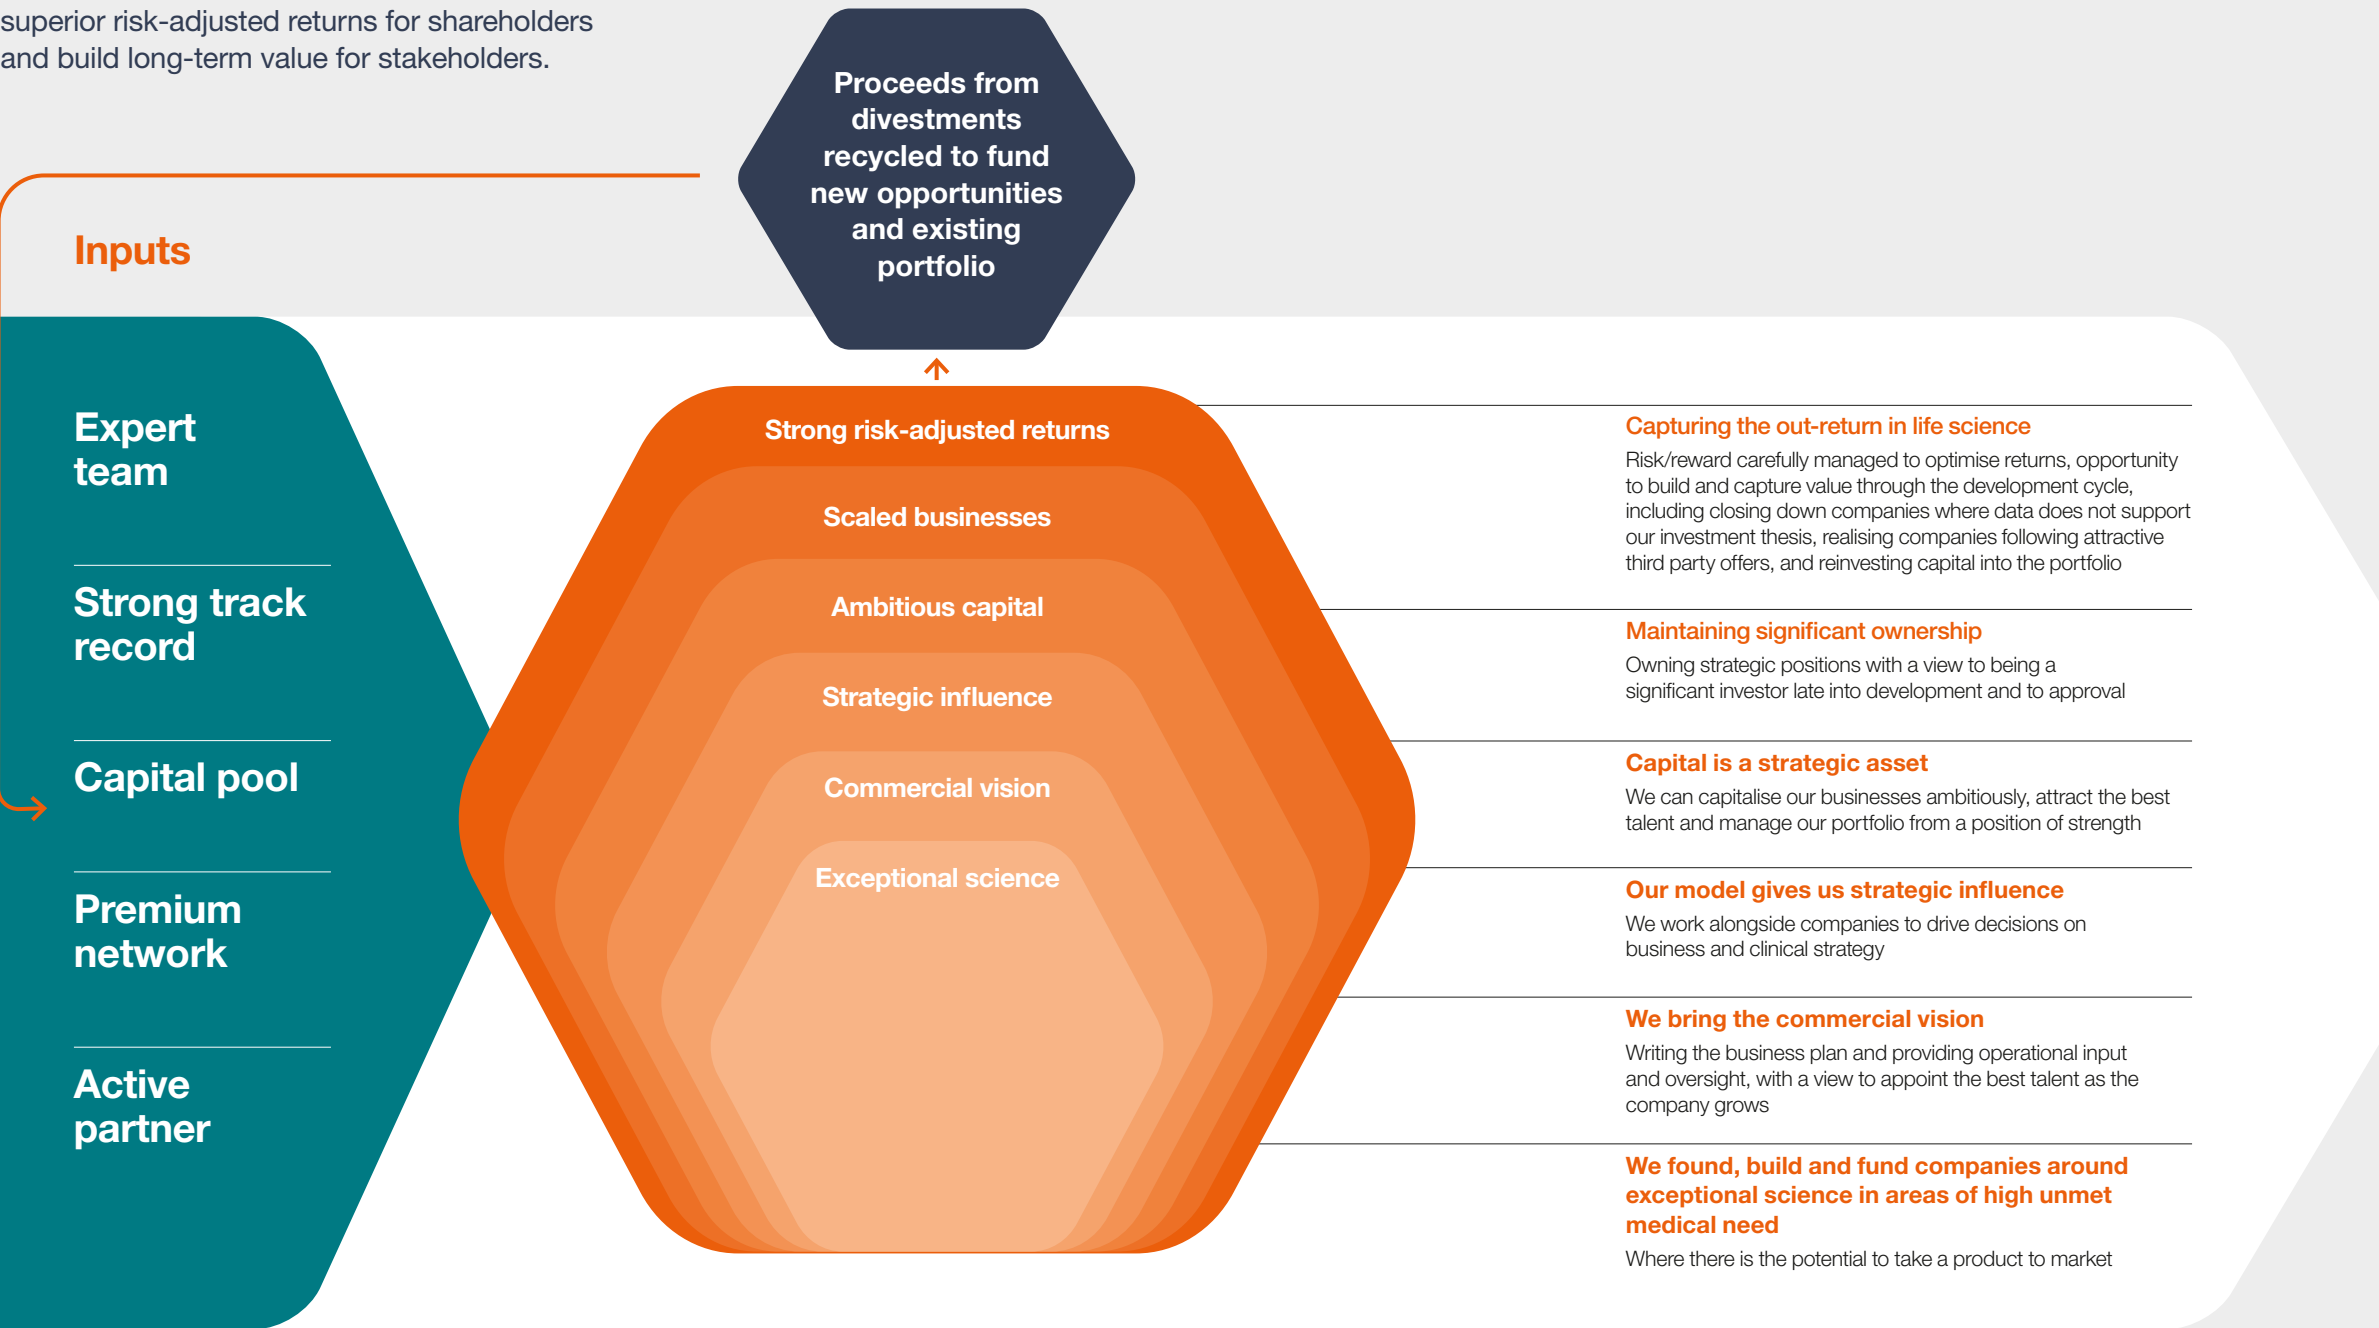 superior risk-adjusted returns for shareholders
and build long-term value for stakeholders.
Proceeds from
divestments
recycled to fund
new opportunities
and existing
portfolio
Inputs
Expert
team
Strong track
record
Capital pool
Premium
network
Active
partner
Strong risk-adjusted returns
Scaled businesses
Ambitious capital
Strategic influence
Commercial vision
Exceptional science
Capturing the out-return in life science
Risk/reward carefully managed to optimise returns, opportunity
to build and capture value through the development cycle,
including closing down companies where data does not support
our investment thesis, realising companies following attractive
third party offers, and reinvesting capital into the portfolio
Maintaining significant ownership
Owning strategic positions with a view to being a
significant investor late into development and to approval
Capital is a strategic asset
We can capitalise our businesses ambitiously, attract the best
talent and manage our portfolio from a position of strength
Our model gives us strategic influence
We work alongside companies to drive decisions on
business and clinical strategy
We bring the commercial vision
Writing the business plan and providing operational input
and oversight, with a view to appoint the best talent as the
company grows
We found, build and fund companies around
exceptional science in areas of high unmet
medical need
Where there is the potential to take a product to market